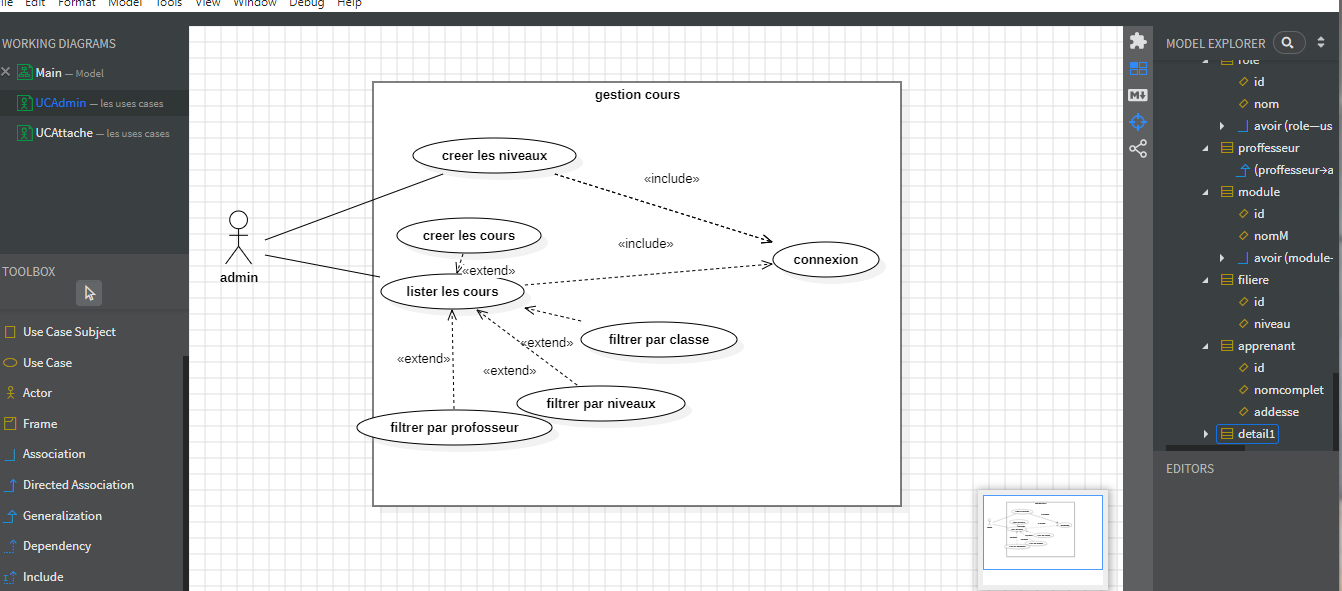 ile Edit Format Model Tools View Window Debug Help
WORKING DIAGRAMS
Main — Model
UCAdmin — les uses cases
UCAttache — les uses cases
TOOLBOX
Use Case Subject
Use Case
Actor
Frame
Association
Directed Association
Generalization
Dependency
Include
gestion cours
creer les niveaux
«include»
creer les cours
«include»
connexion
admin
«extend»
lister les cours
filtrer par classe
«extend»
«extend»
«extend»
filtrer par niveaux
filtrer par profosseur
MODEL EXPLORER
role
id
nom
avoir (role—us
proffesseur
(proffesseur→a
module
id
nomM
avoir (module-
filiere
id
niveau
apprenant
id
nomcomplet
addesse
detail1
EDITORS